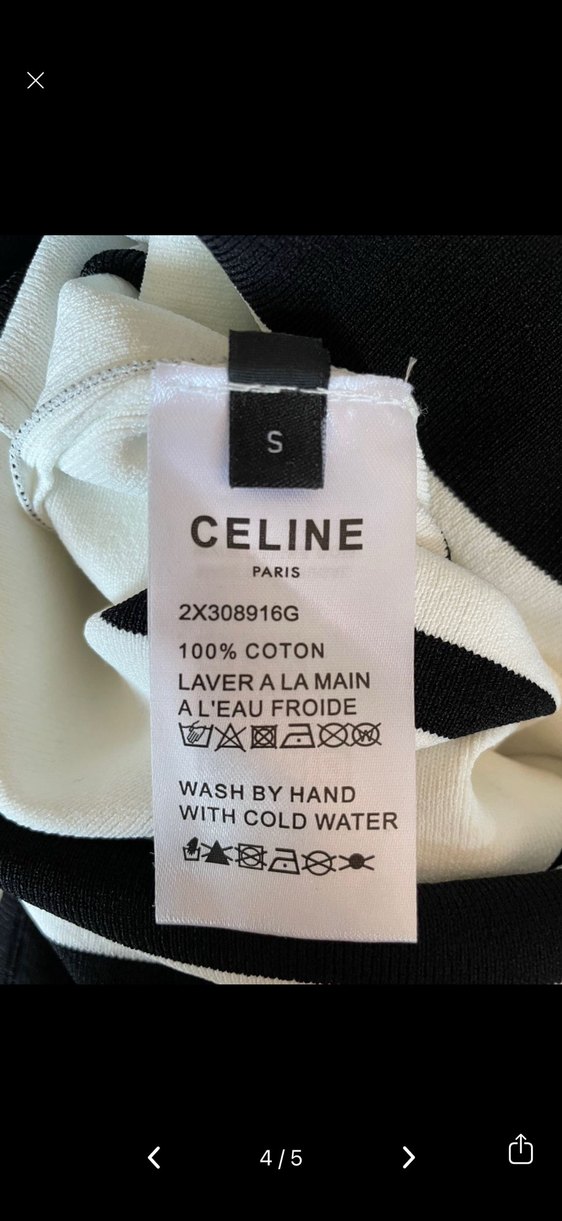 S
CELINE
PARIS
2X308916G
100% COTON
LAVER A LA MAIN
A L'EAU FROIDE
WASH BY HAND
WITH COLD WATER
4/5